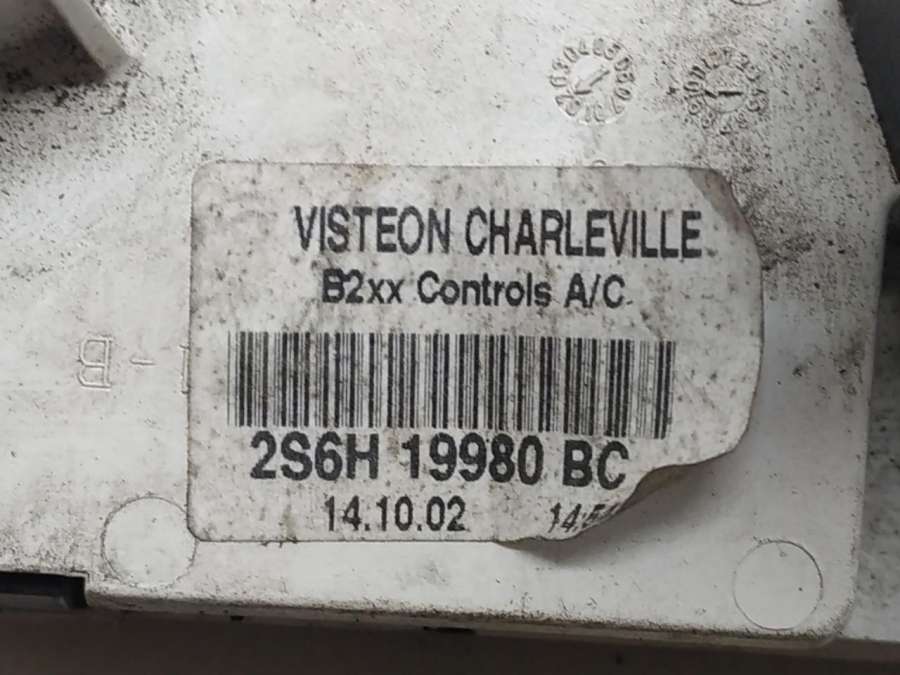 VISTEON CHARLEVILLE
B2xx Controls A/C
2S6H 19980 BC
14.10.02